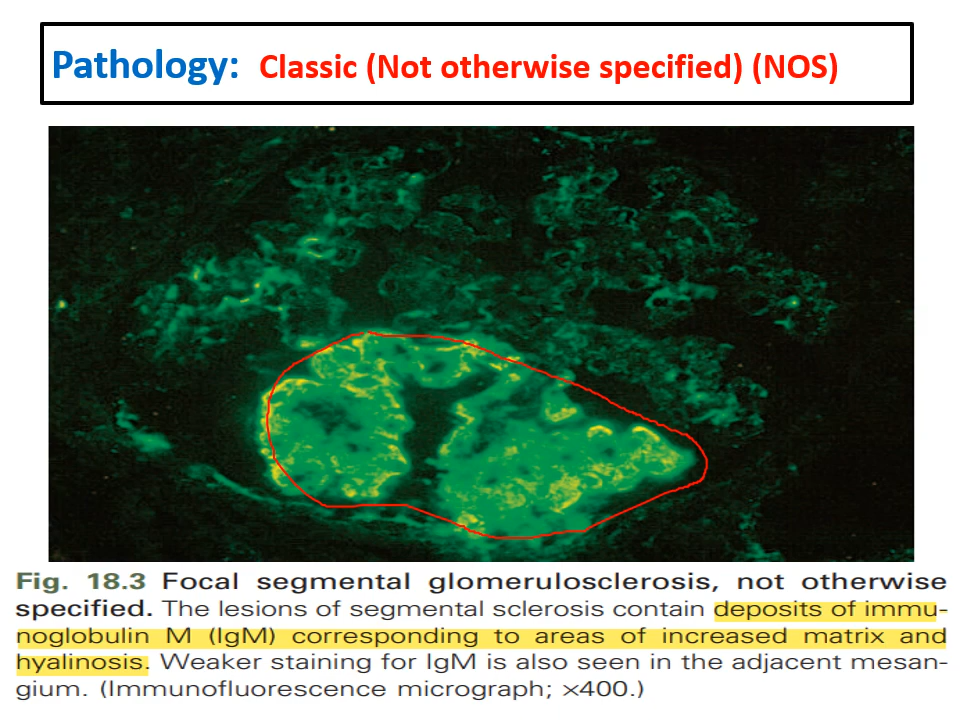 Pathology: Classic (Not otherwise specified) (NOS)
Fig. 18.3 Focal segmental glomerulosclerosis, not otherwise
specified. The lesions of segmental sclerosis contain deposits of immu-
noglobulin M (IgM) corresponding to areas of increased matrix and
hyalinosis. Weaker staining for IgM is also seen in the adjacent mesan-
gium. (Immunofluorescence micrograph; ×400.)